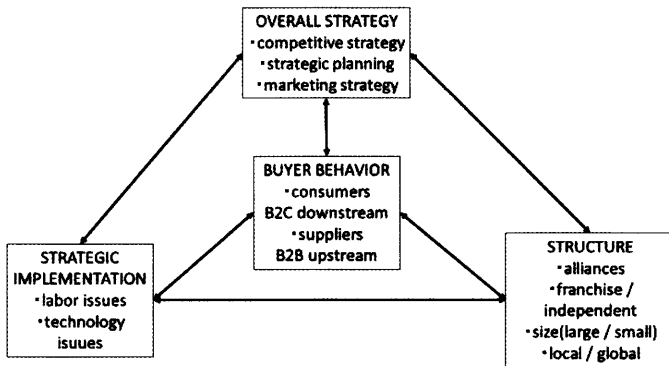 OVERALL STRATEGY
・competitive strategy
・strategic planning
・marketing strategy
BUYER BEHAVIOR
・consumers
B2C downstream
・suppliers
B2B upstream
STRATEGIC
IMPLEMENTATION
・labor issues
・technology
isuues
STRUCTURE
・alliances
・franchise /
independent
・size(large / small)
・local / global